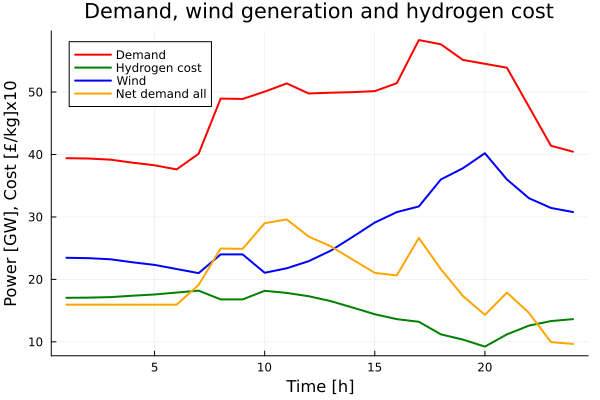 Demand, wind generation and hydrogen cost
Demand
Hydrogen cost
Wind
Net demand all
Power [GW], Cost [£/kg]x10
50
40
30
20
10
5
10
15
20
Time [h]